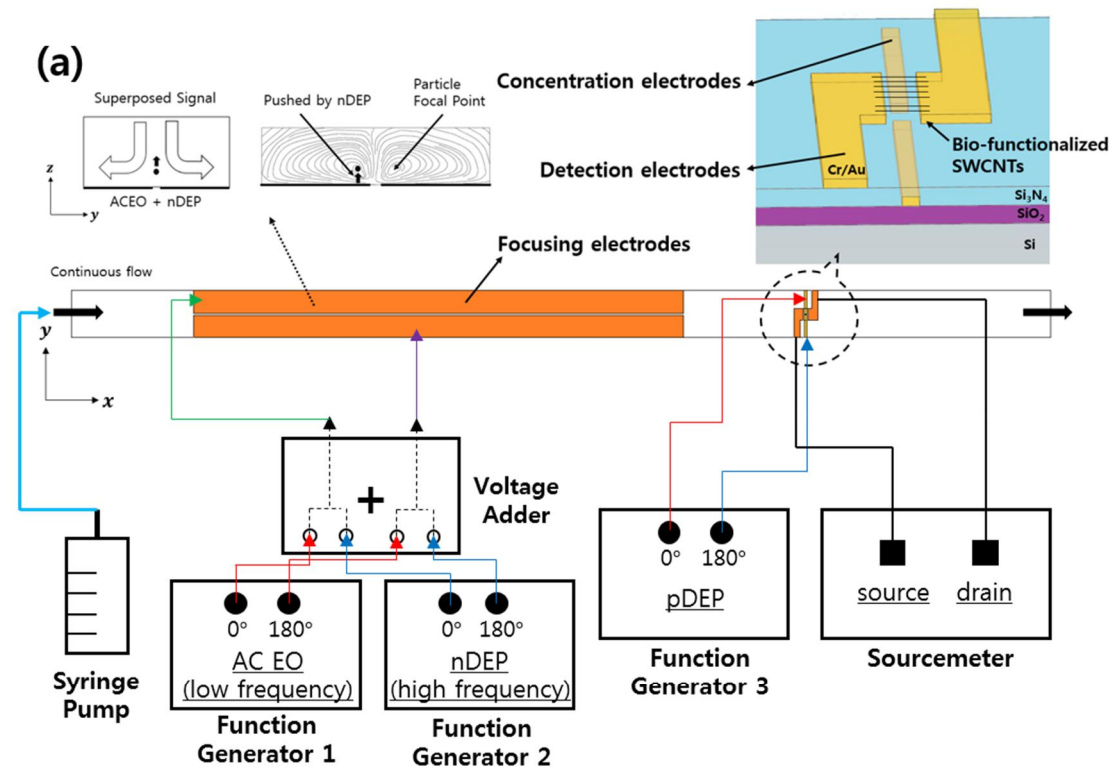 (a)
Superposed Signal
z
y
ACEO + nDEP
Pushed by nDEP
Particle
Focal Point
Concentration electrodes
Detection electrodes
Bio-functionalized
SWCNTs
Cr/Au
Si₃N₄
SiO₂
Si
Continuous flow
Focusing electrodes
y
x
+
Voltage
Adder
0° 180°
AC EO
(low frequency)
Function
Generator 1
0° 180°
nDEP
(high frequency)
Function
Generator 2
0° 180°
pDEP
Function
Generator 3
source drain
Sourcemeter
Syringe
Pump